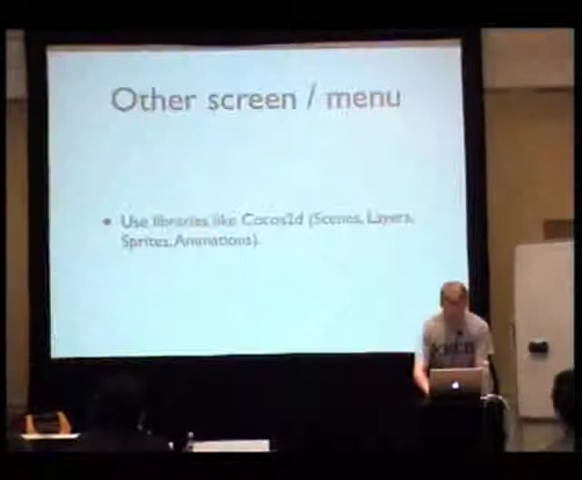 Other screen / menu
• Use libraries like Cocos2d (Scenes, Layers,
Sprites, Animations).